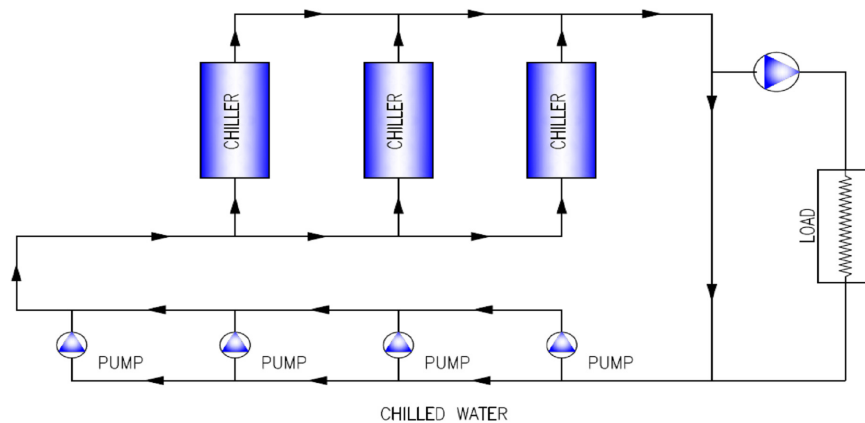 CHILLER
CHILLER
CHILLER
LOAD
PUMP
PUMP
PUMP
PUMP
CHILLED WATER